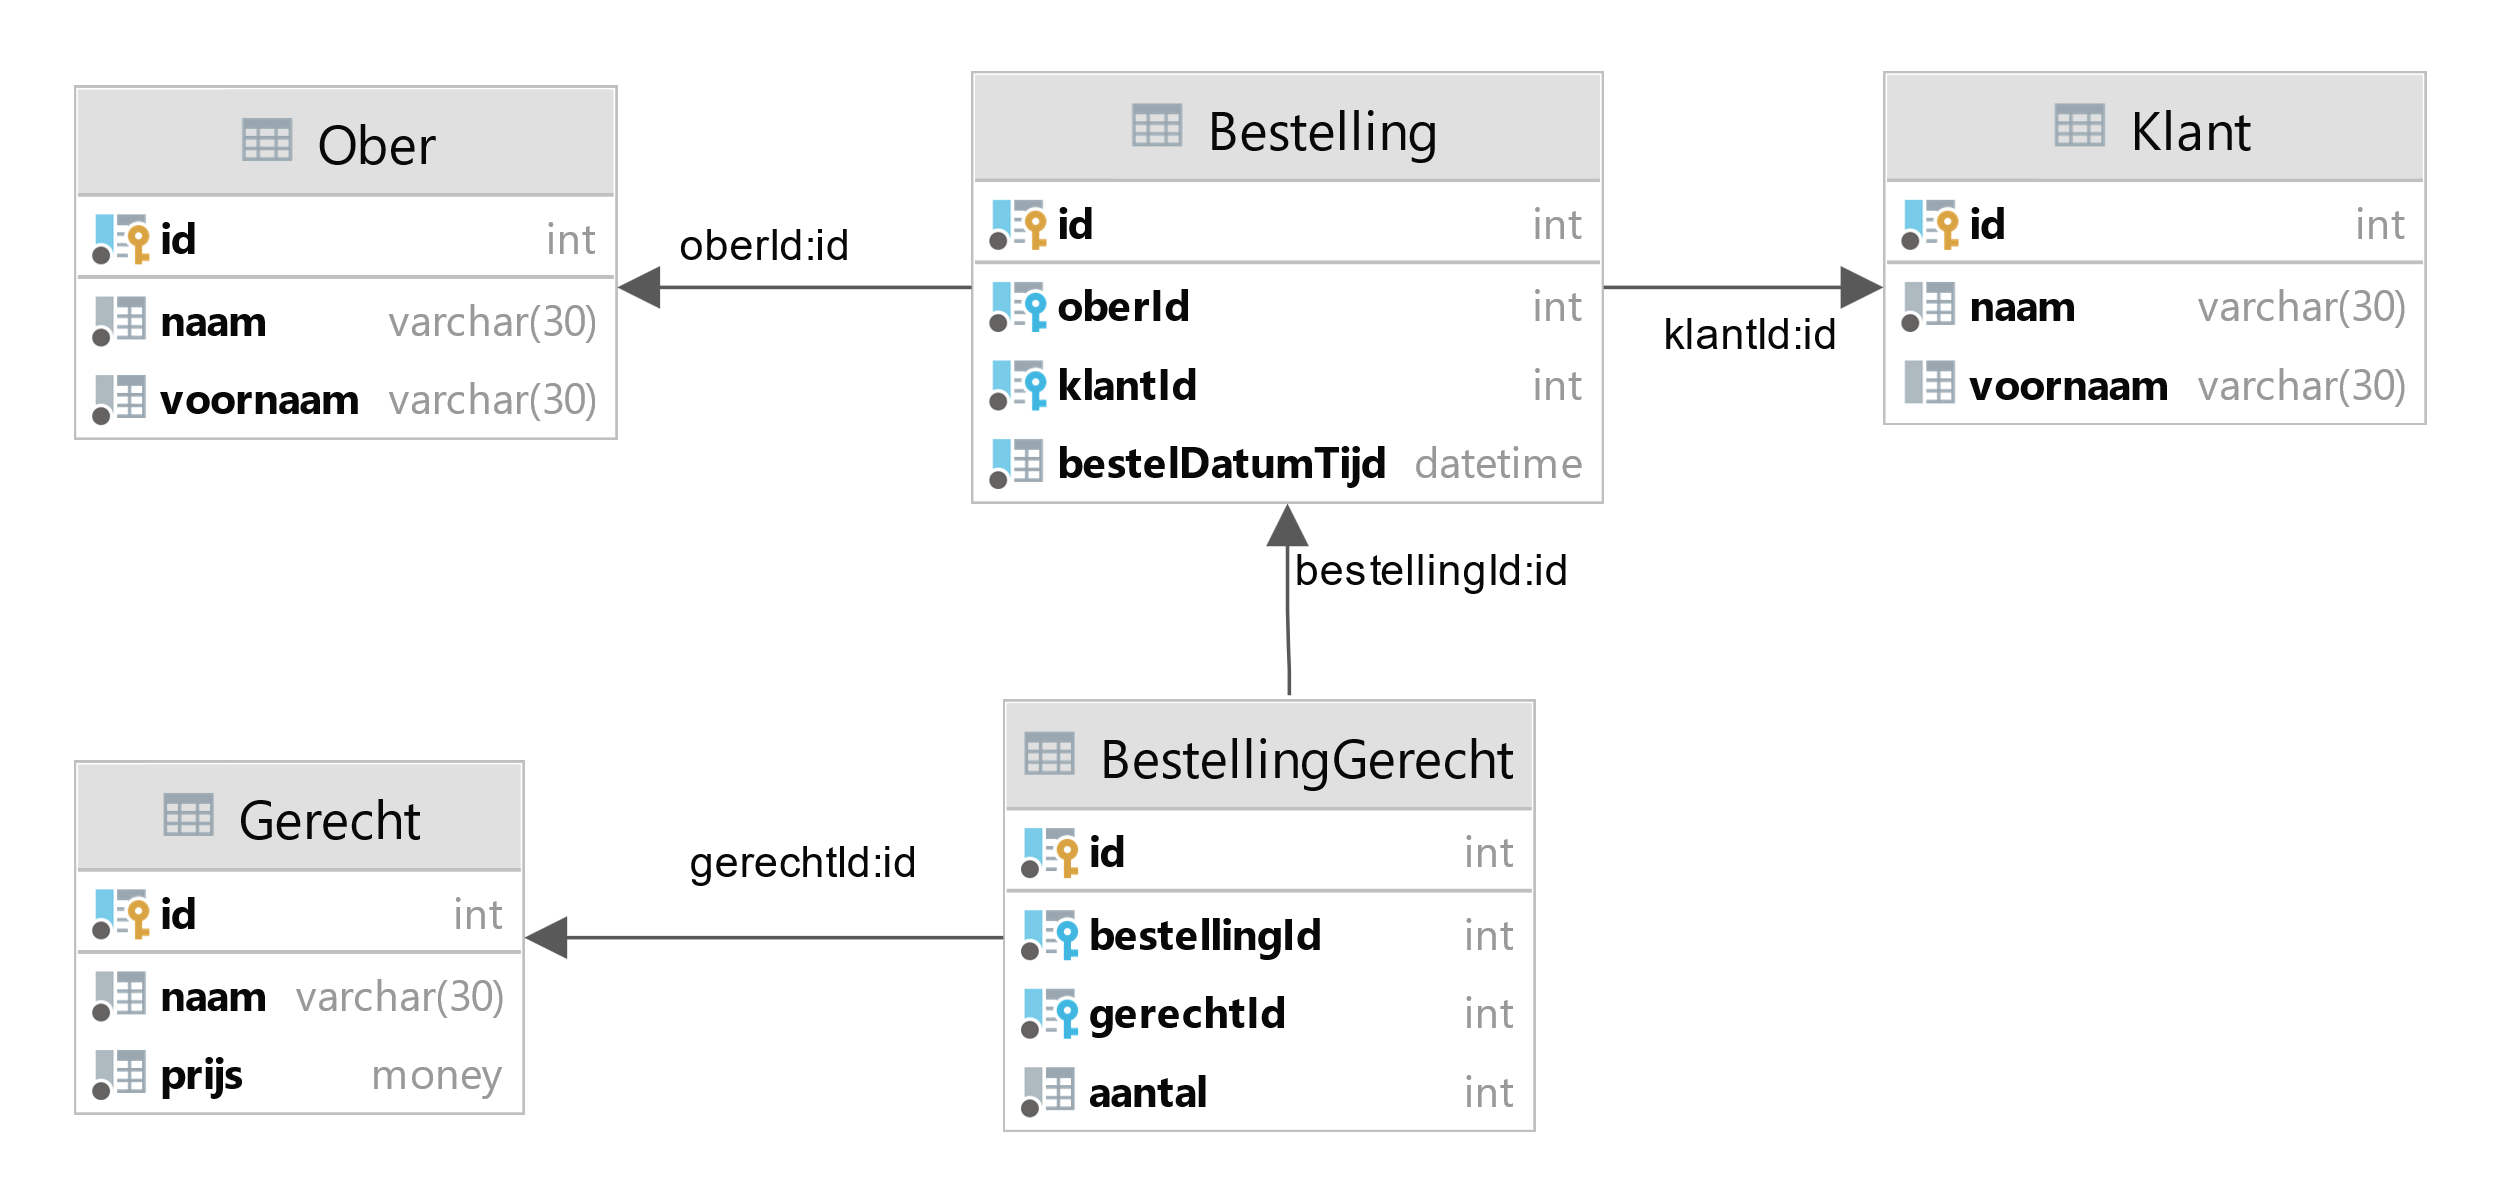 Ober
id int
naam varchar(30)
voornaam varchar(30)
oberId:id
Bestelling
id int
oberId int
klantId int
bestelDatumTijd datetime
klantId:id
Klant
id int
naam varchar(30)
voornaam varchar(30)
bestellingId:id
Gerecht
id int
naam varchar(30)
prijs money
gerechtId:id
BestellingGerecht
id int
bestellingId int
gerechtId int
aantal int